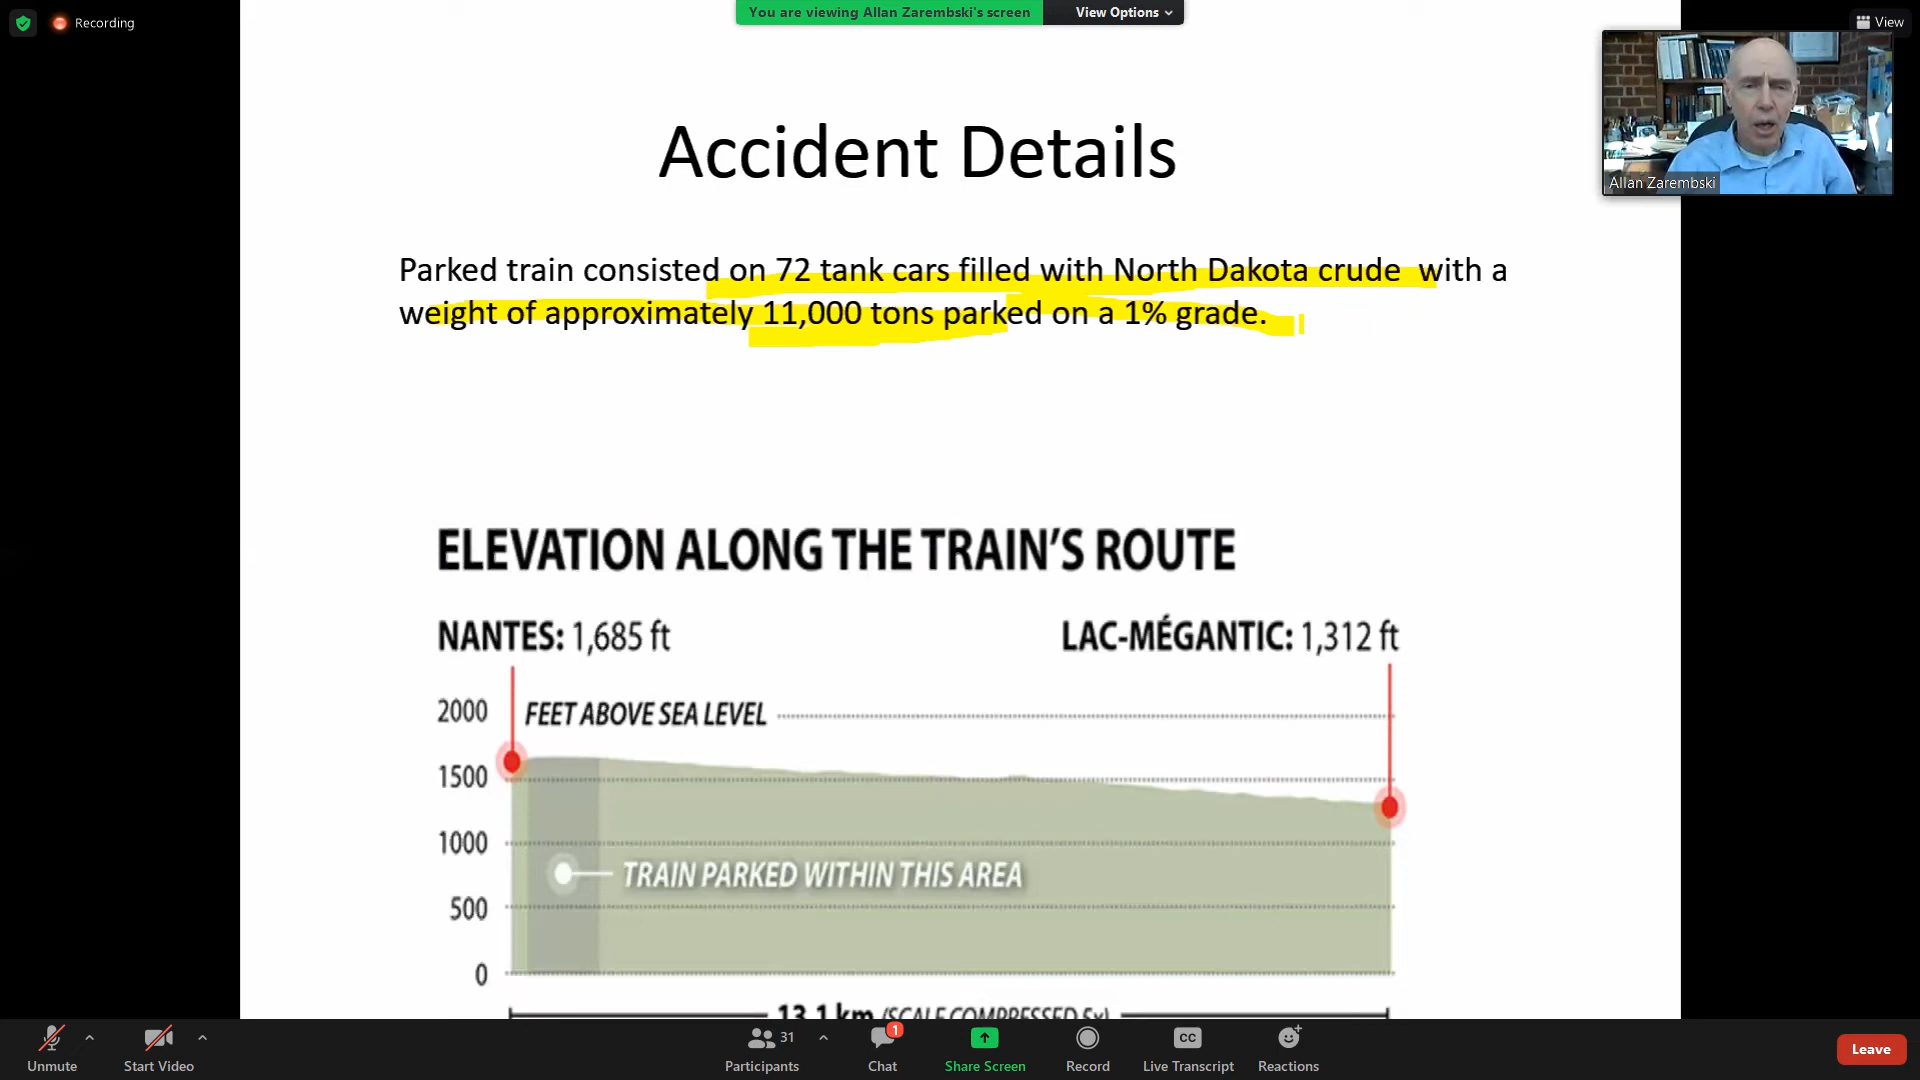 Recording
You are viewing Allan Zarembski's screen
View Options
View
Allan Zarembski
Accident Details
Parked train consisted on 72 tank cars filled with North Dakota crude with a
weight of approximately 11,000 tons parked on a 1% grade.
ELEVATION ALONG THE TRAIN'S ROUTE
NANTES: 1,685 ft
LAC-MÉGANTIC: 1,312 ft
2000
FEET ABOVE SEA LEVEL
1500
1000
TRAIN PARKED WITHIN THIS AREA
500
0
13.1 km (SCALE COMPRESSED 5x)
Unmute
Start Video
31
Participants
1
Chat
Share Screen
Record
CC
Live Transcript
Reactions
Leave